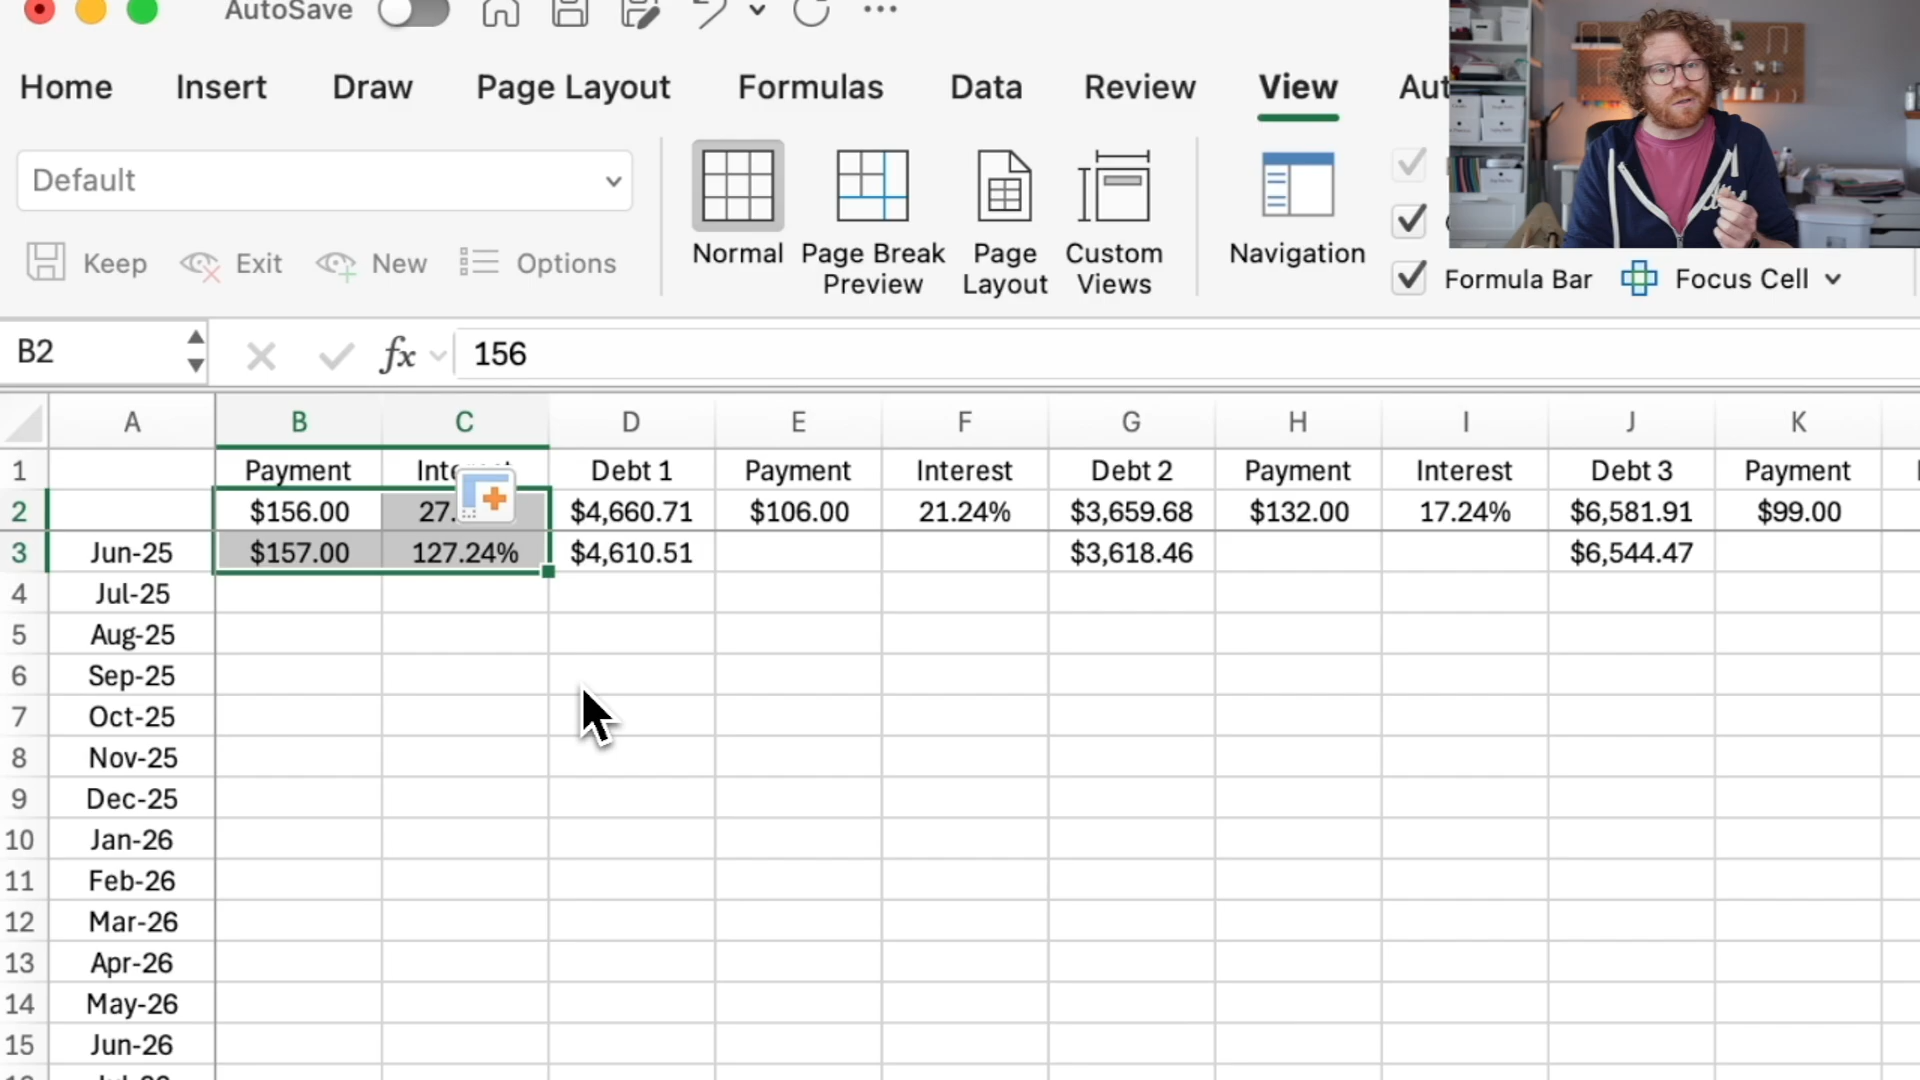 AutoSave
Home Insert Draw Page Layout Formulas Data Review View Aut
Default
Keep Exit New Options
Normal Page Break Preview Page Layout Custom Views Navigation
Formula Bar Focus Cell
B2 fx 156
A B C D E F G H I J K
1 Payment Debt 1 Payment Interest Debt 2 Payment Interest Debt 3 Payment
2 $156.00 27. $4,660.71 $106.00 21.24% $3,659.68 $132.00 17.24% $6,581.91 $99.00
3 Jun-25 $157.00 127.24% $4,610.51 $3,618.46 $6,544.47
4 Jul-25
5 Aug-25
6 Sep-25
7 Oct-25
8 Nov-25
9 Dec-25
10 Jan-26
11 Feb-26
12 Mar-26
13 Apr-26
14 May-26
15 Jun-26